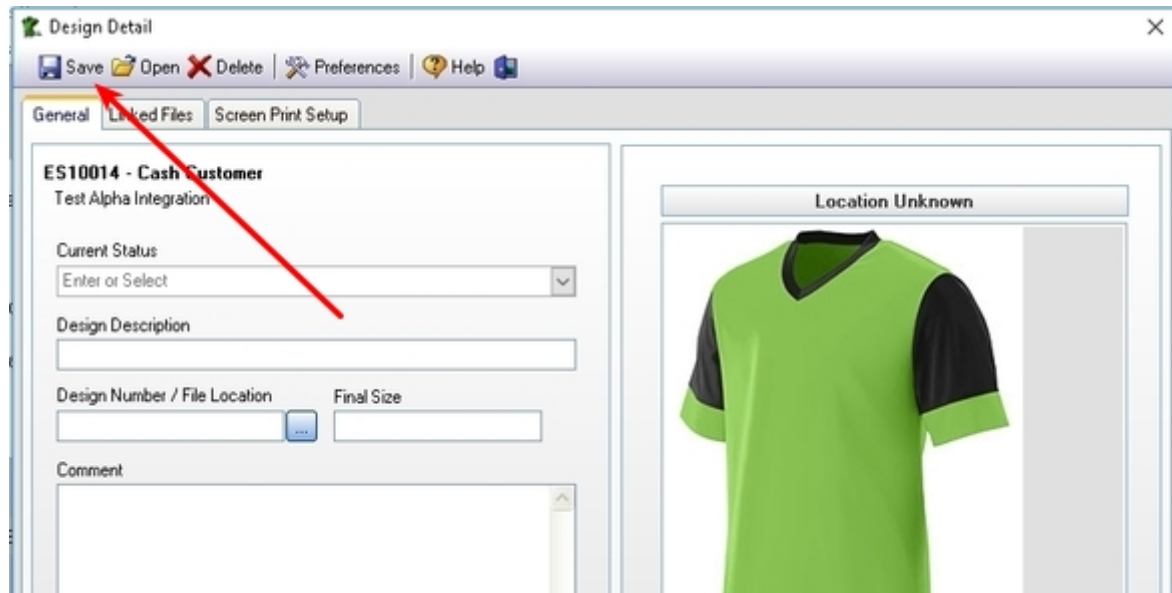 Design Detail
Save Open Delete Preferences Help
General Linked Files Screen Print Setup
ES10014 - Cash Customer
Test Alpha Integration
Location Unknown
Current Status
Enter or Select
Design Description
Design Number / File Location Final Size
...
Comment